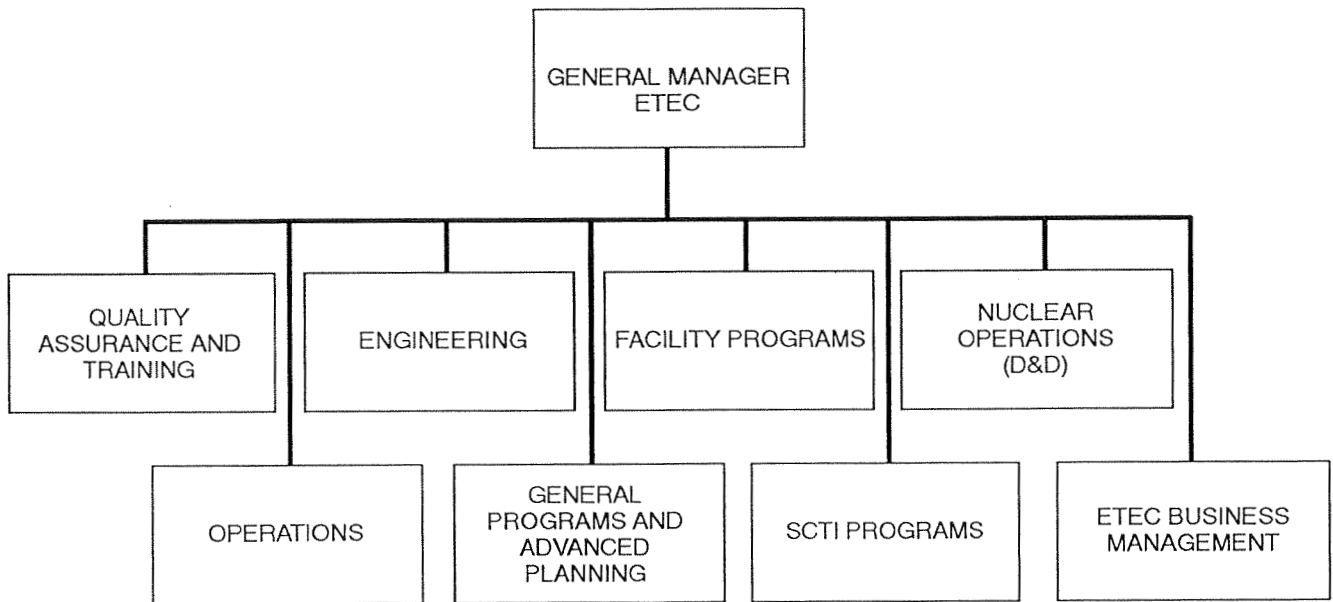 GENERAL MANAGER
ETEC
QUALITY
ASSURANCE AND
TRAINING
ENGINEERING
FACILITY PROGRAMS
NUCLEAR
OPERATIONS
(D&D)
OPERATIONS
GENERAL
PROGRAMS AND
ADVANCED
PLANNING
SCTI PROGRAMS
ETEC BUSINESS
MANAGEMENT